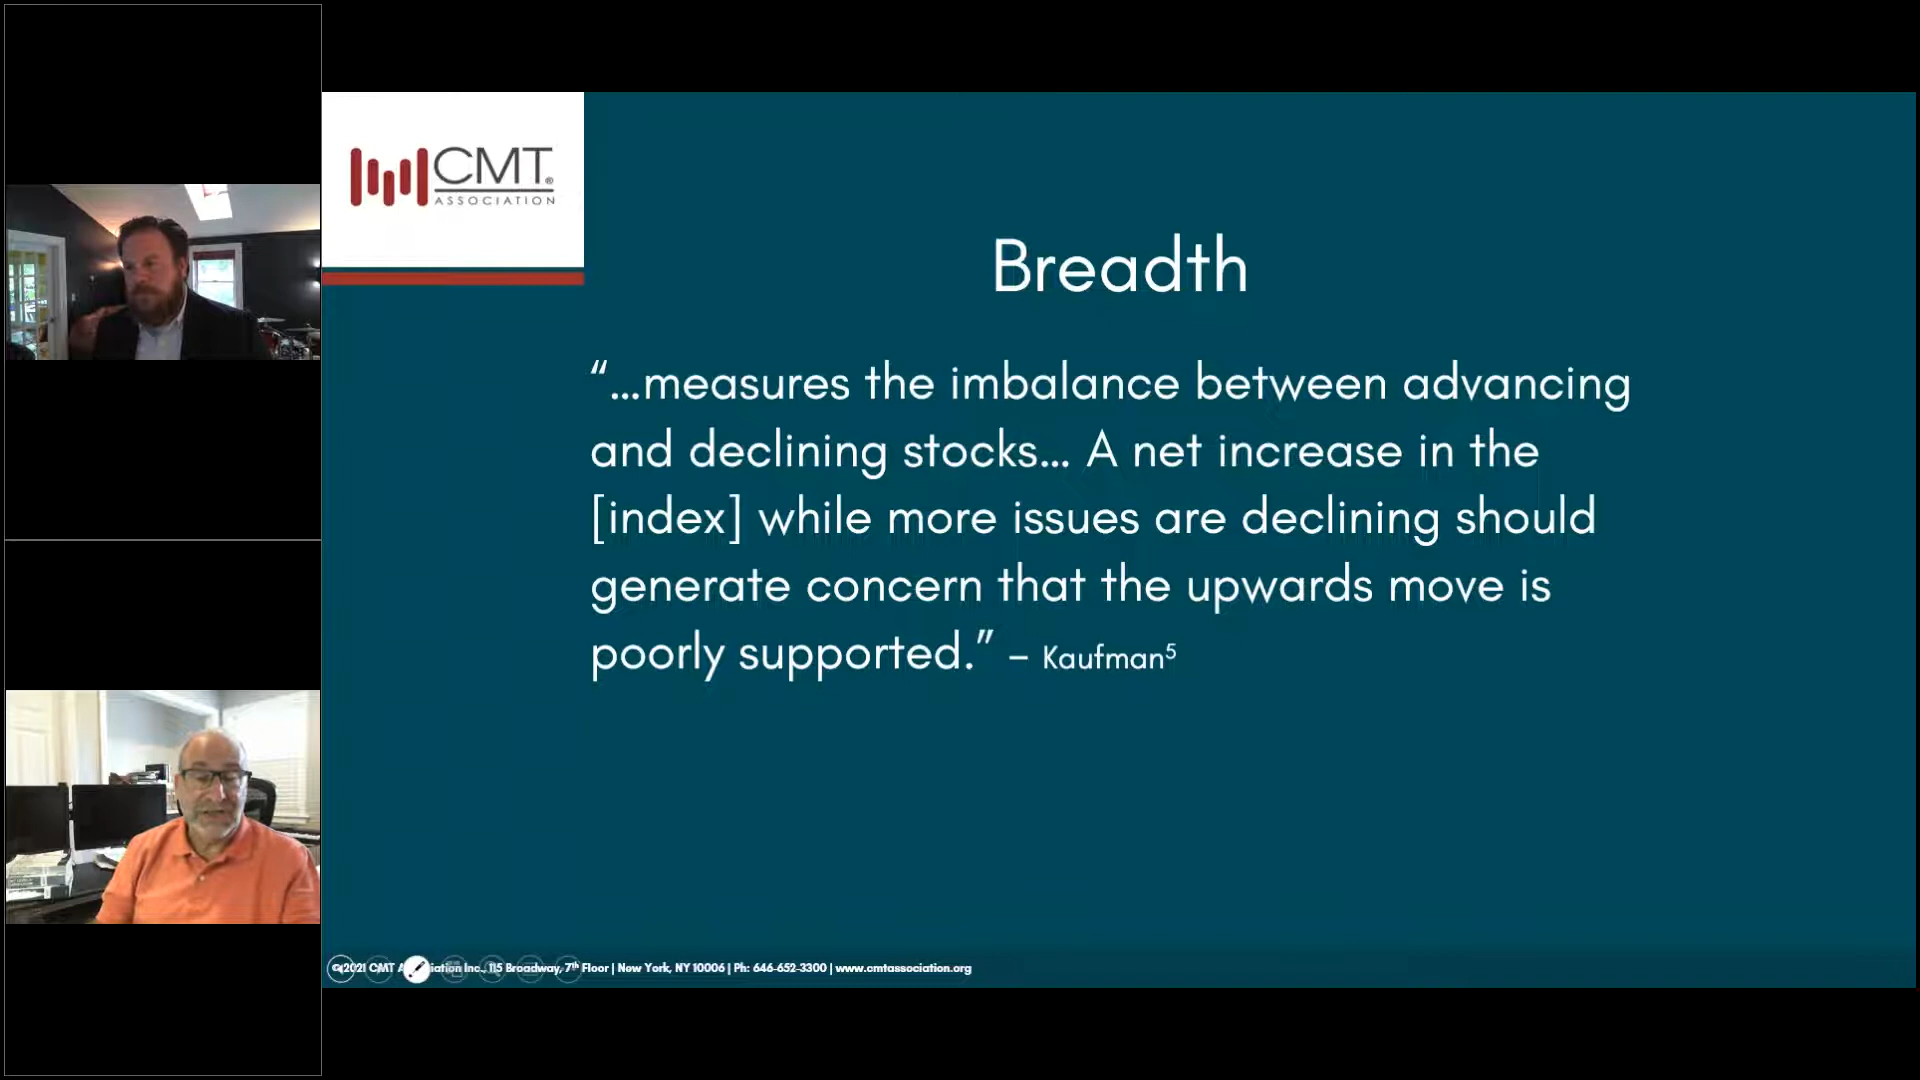 CMT®
ASSOCIATION
Breadth
“...measures the imbalance between advancing
and declining stocks... A net increase in the
[index] while more issues are declining should
generate concern that the upwards move is
poorly supported.” – Kaufman⁵
©2021 CMT A iation Inc., 115 Broadway, 7th Floor | New York, NY 10006 | Ph: 646-652-3300 | www.cmtassociation.org